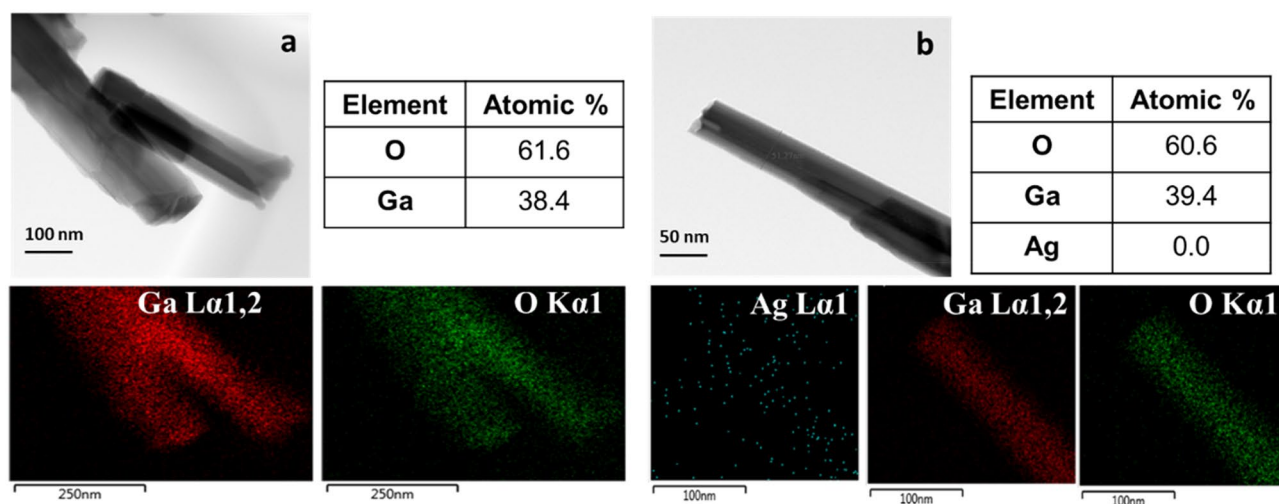 a
Element Atomic %
O 61.6
Ga 38.4
100 nm
Ga Lα1,2
O Kα1
250nm
250nm
b
Element Atomic %
O 60.6
Ga 39.4
Ag 0.0
50 nm
Ag Lα1
Ga Lα1,2
O Kα1
100nm
100nm
100nm